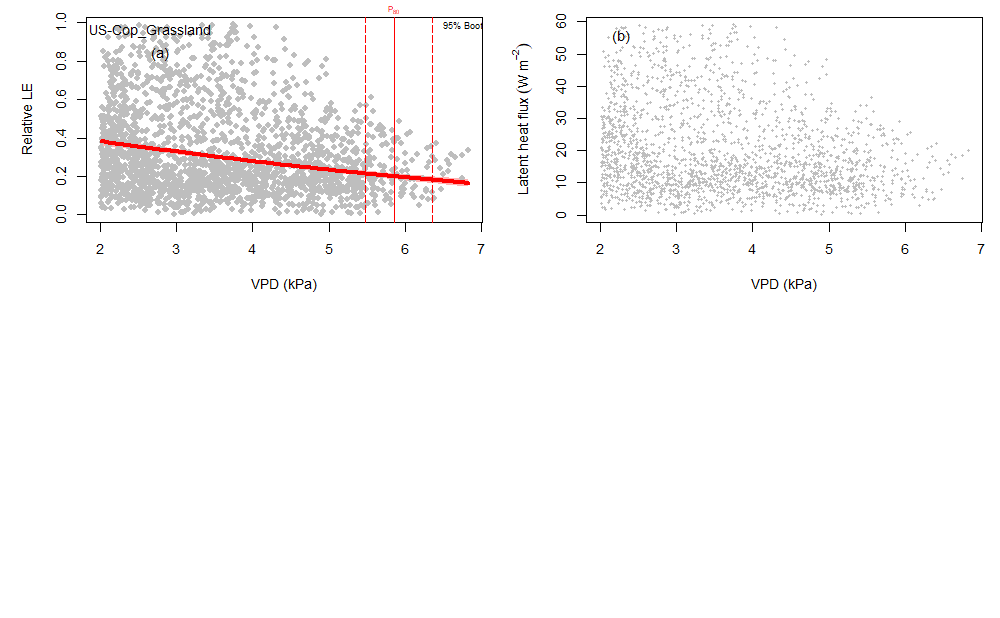 P80
US-Cop_Grassland
95% Boot
(a)
Relative LE
0.0 0.2 0.4 0.6 0.8 1.0
2 3 4 5 6 7
VPD (kPa)
(b)
Latent heat flux (W m−2)
0 10 20 30 40 50 60
2 3 4 5 6 7
VPD (kPa)